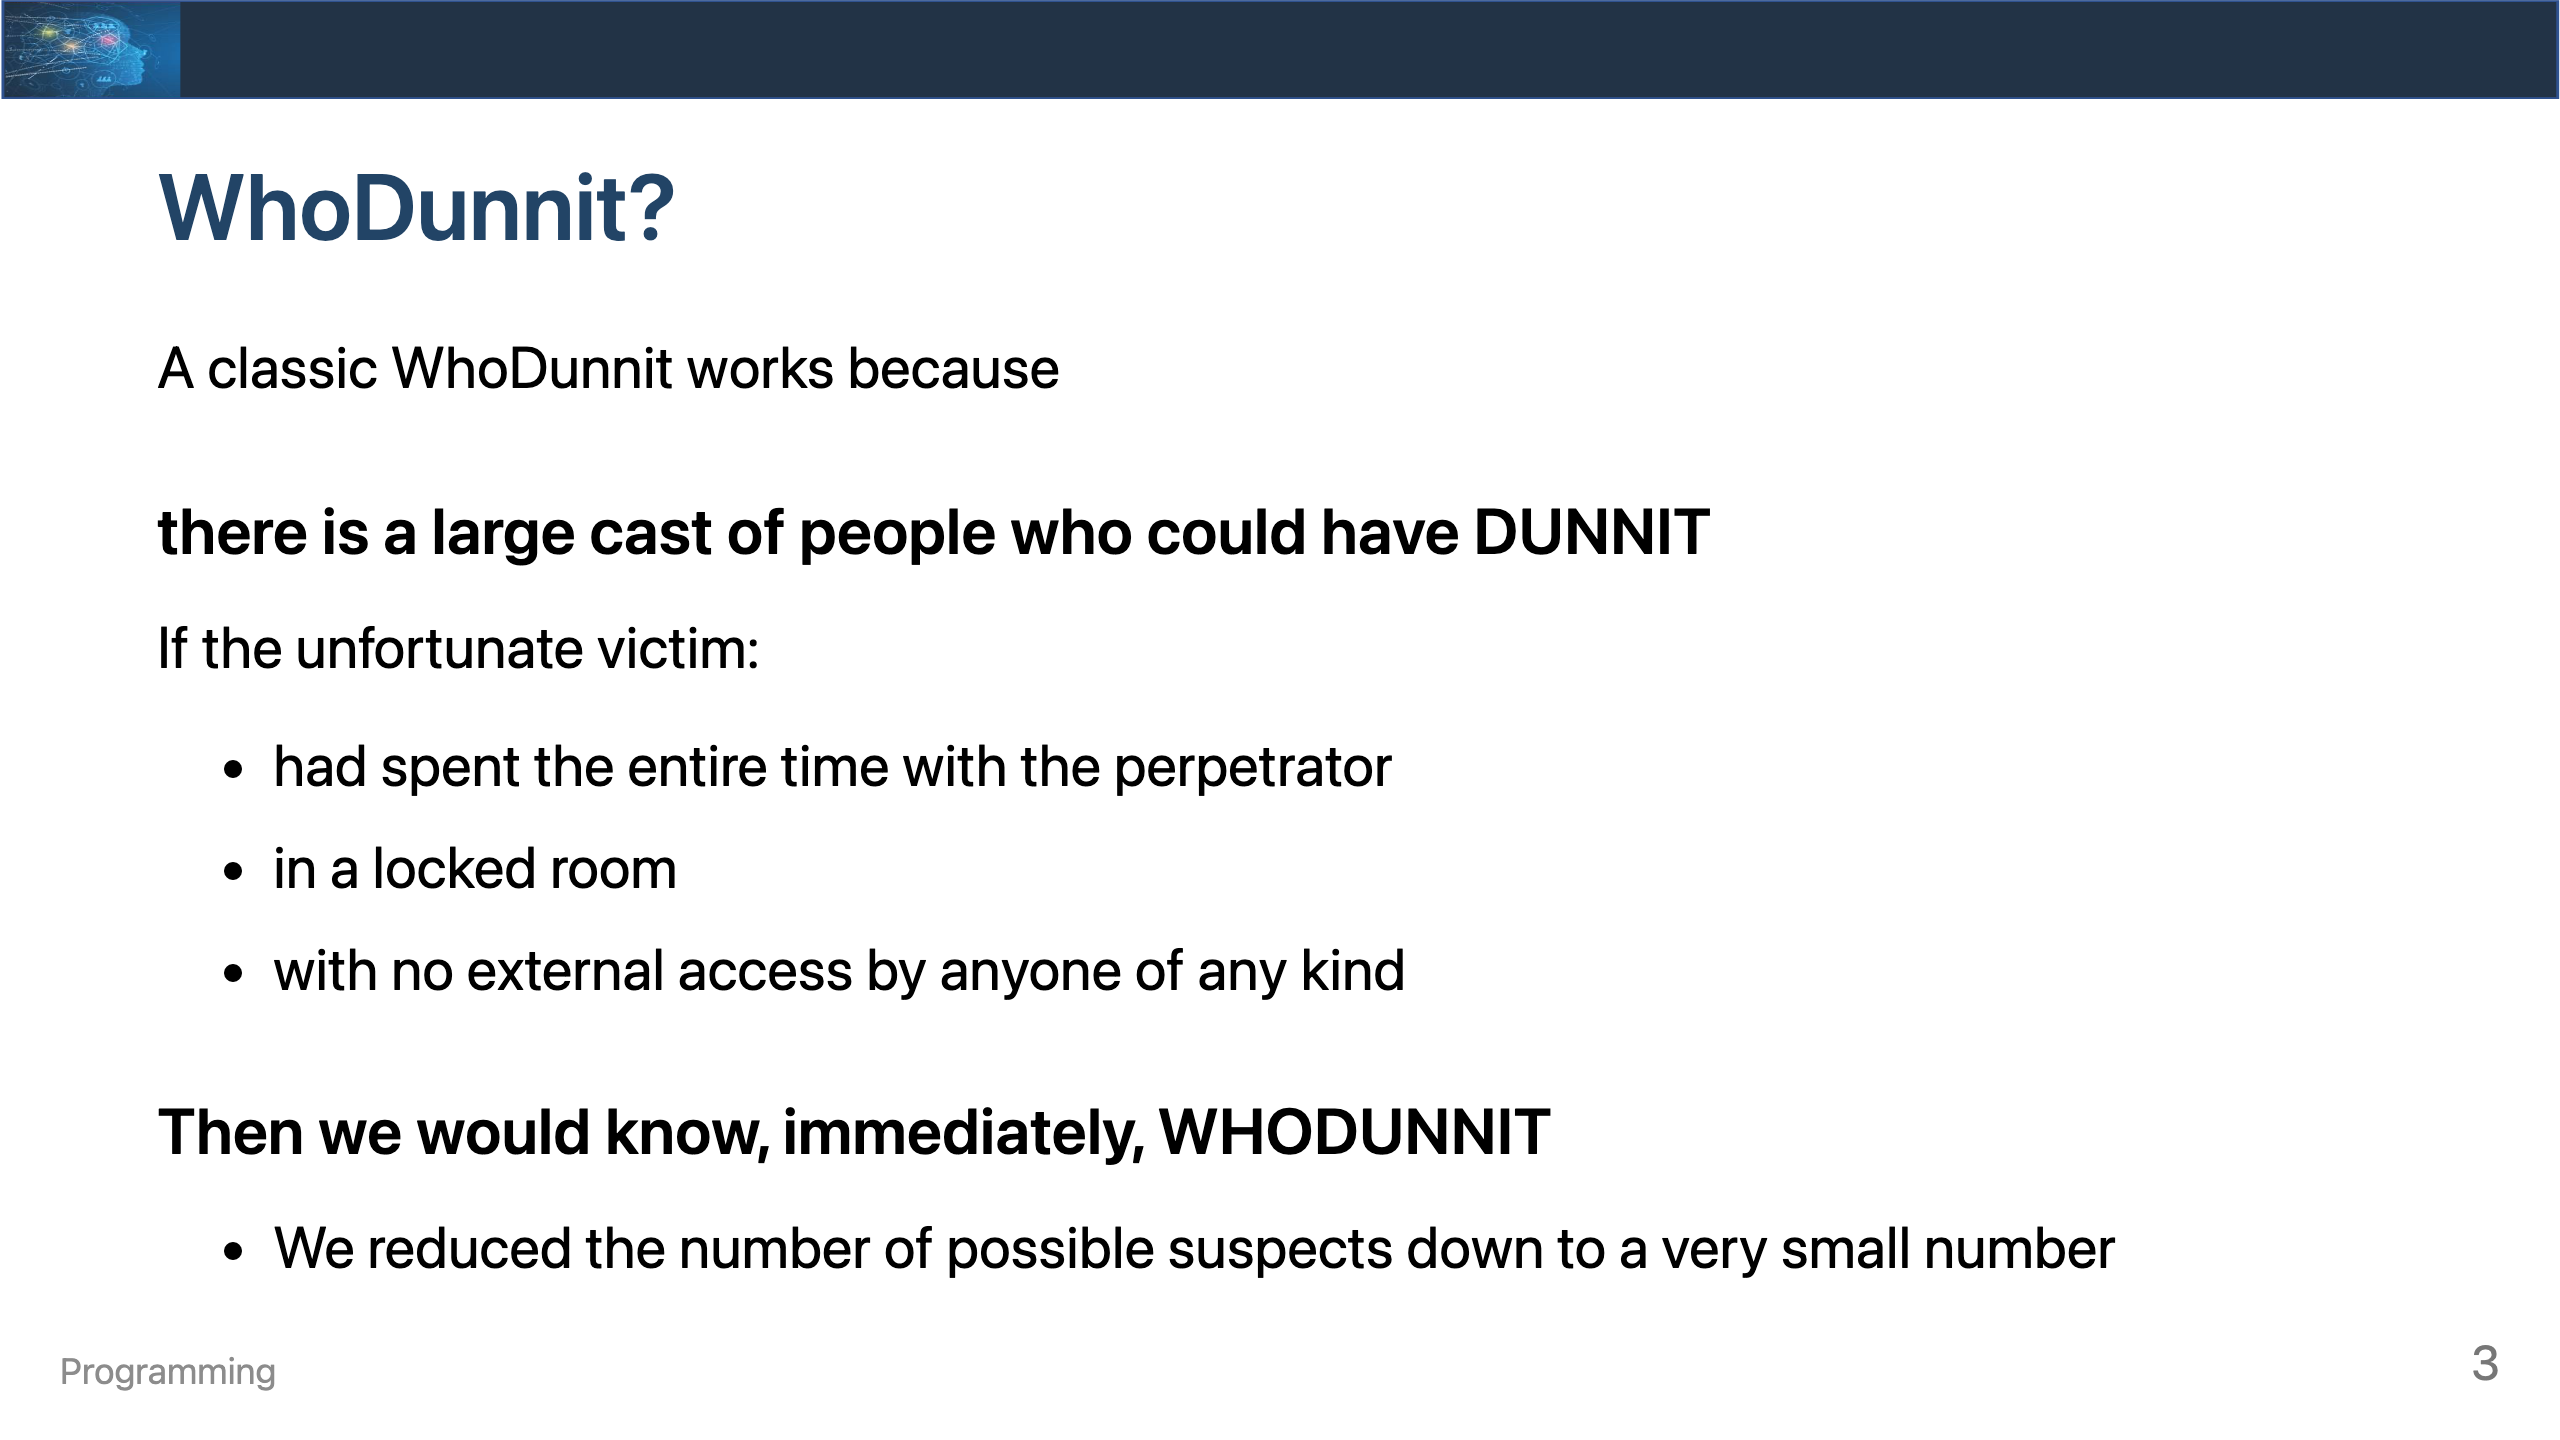 WhoDunnit?
A classic WhoDunnit works because
there is a large cast of people who could have DUNNIT
If the unfortunate victim:
• had spent the entire time with the perpetrator
• in a locked room
• with no external access by anyone of any kind
Then we would know, immediately, WHODUNNIT
• We reduced the number of possible suspects down to a very small number
Programming
3